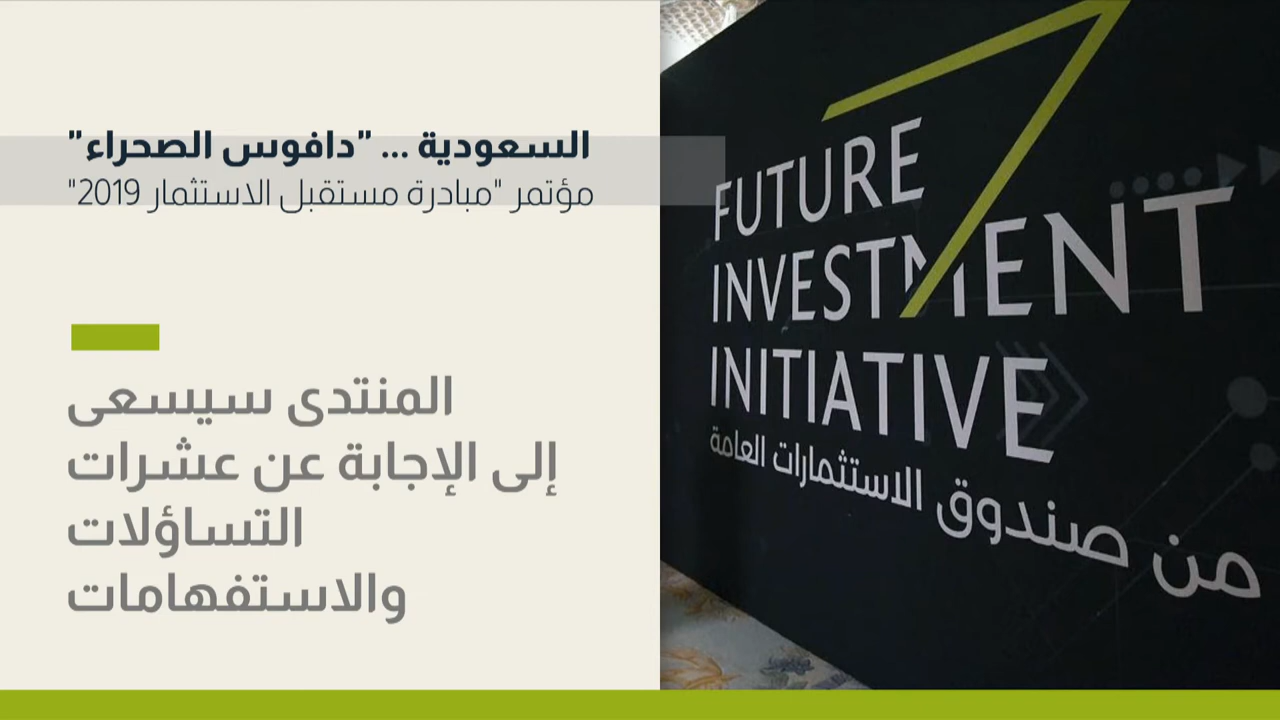 السعودية ... "دافوس الصحراء"
مؤتمر "مبادرة مستقبل الاستثمار 2019"
المنتدى سيسعى
إلى الإجابة عن عشرات
التساؤلات
والاستفهامات
FUTURE
INVESTMENT
INITIATIVE
من صندوق الاستثمارات العامة